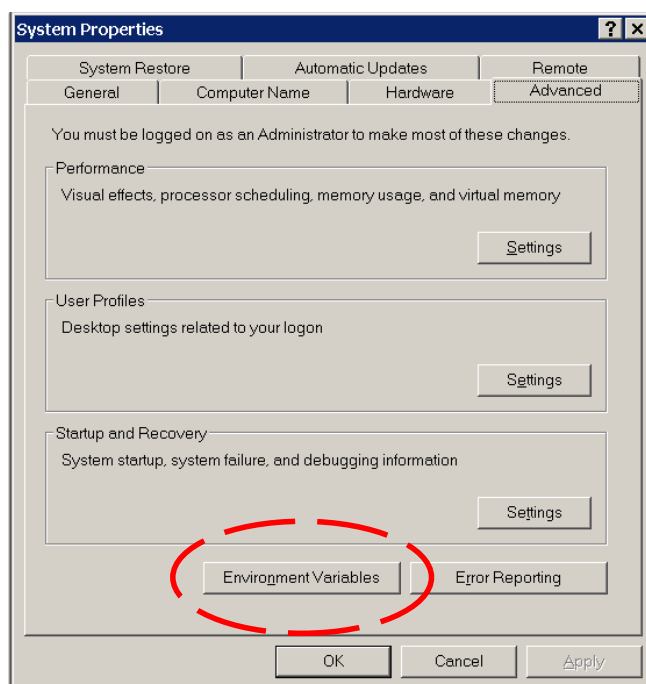 System Properties
System Restore Automatic Updates Remote
General Computer Name Hardware Advanced
You must be logged on as an Administrator to make most of these changes.
Performance
Visual effects, processor scheduling, memory usage, and virtual memory
Settings
User Profiles
Desktop settings related to your logon
Settings
Startup and Recovery
System startup, system failure, and debugging information
Settings
Environment Variables Error Reporting
OK Cancel Apply